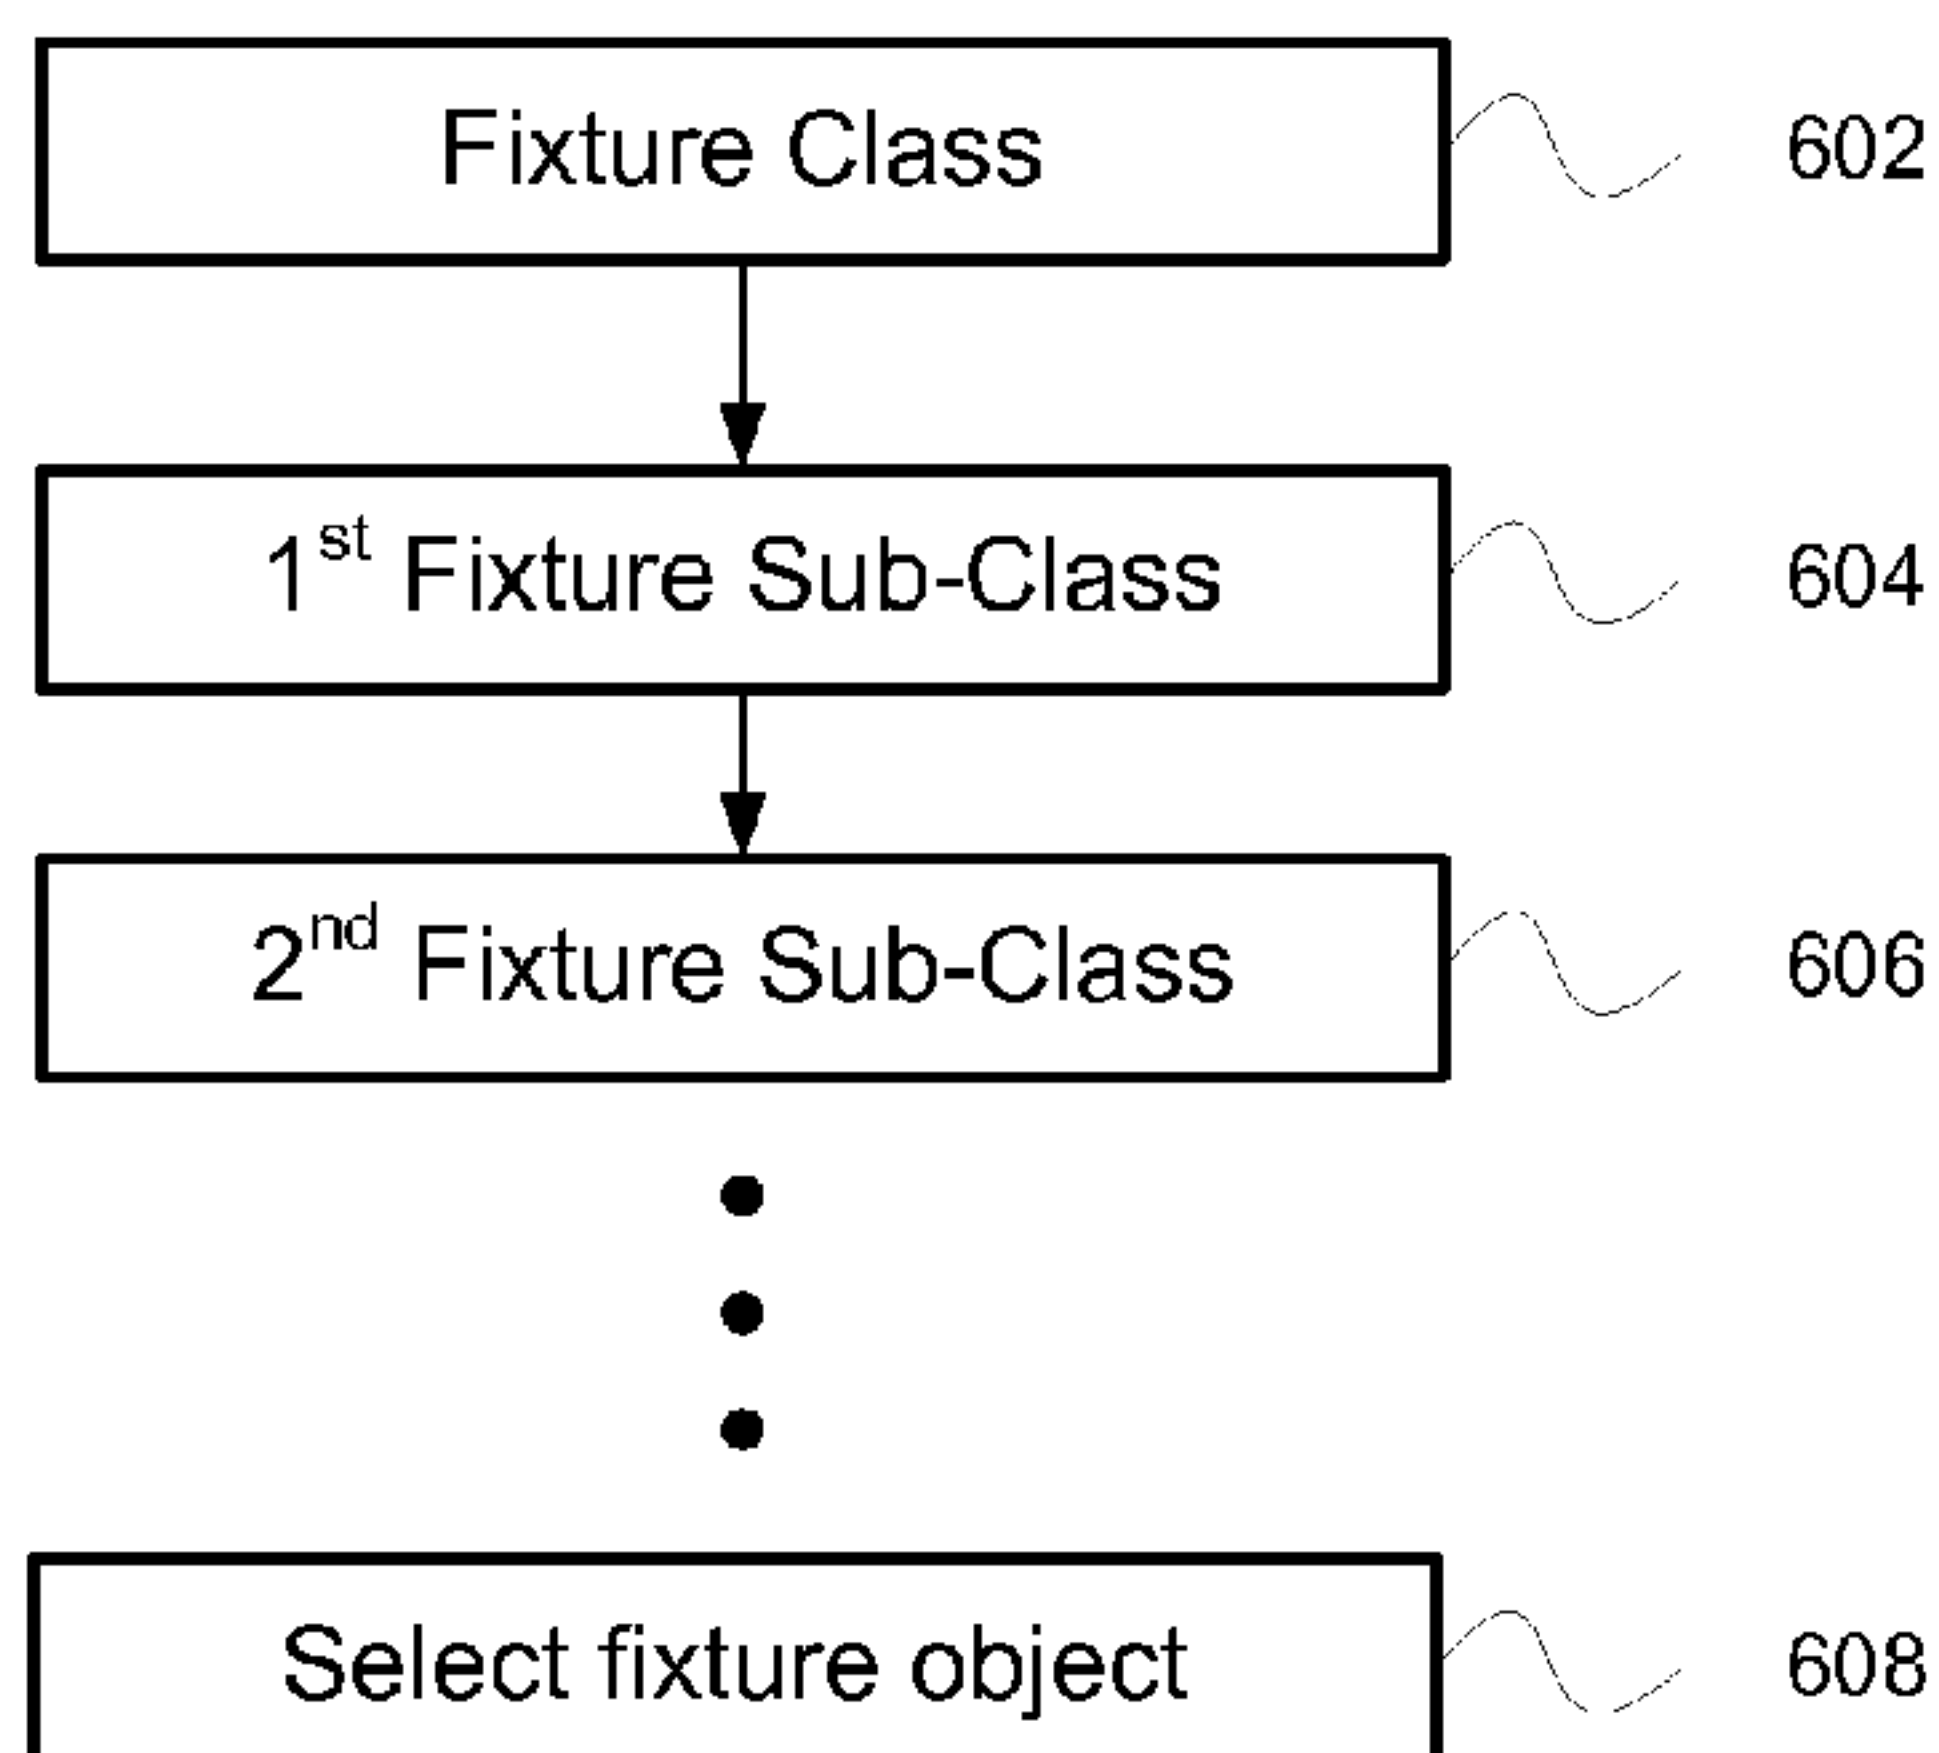 Fixture Class
602
1st Fixture Sub-Class
604
2nd Fixture Sub-Class
606
Select fixture object
608